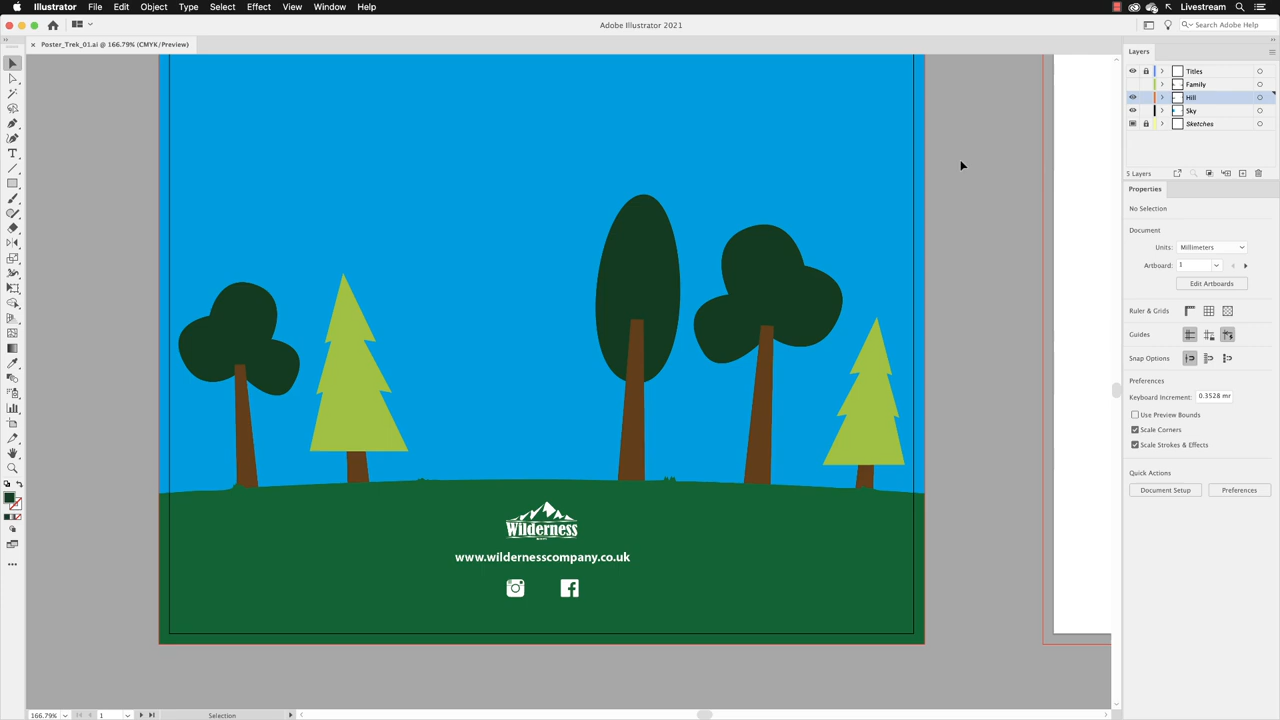 Illustrator File Edit Object Type Select Effect View Window Help Livestream
Adobe Illustrator 2021
Search Adobe Help
Poster_Trek_01.ai @ 166.79% (CMYK/Preview)
Layers
Titles
Family
Hill
Sky
Sketches
5 Layers
Properties
No Selection
Document
Units: Millimeters
Artboard: 1
Edit Artboards
Ruler & Grids
Guides
Snap Options
Preferences
Keyboard Increment: 0.3528 mr
Use Preview Bounds
Scale Corners
Scale Strokes & Effects
Quick Actions
Document Setup Preferences
Wilderness
www.wildernesscompany.co.uk
166.79% 1 Selection